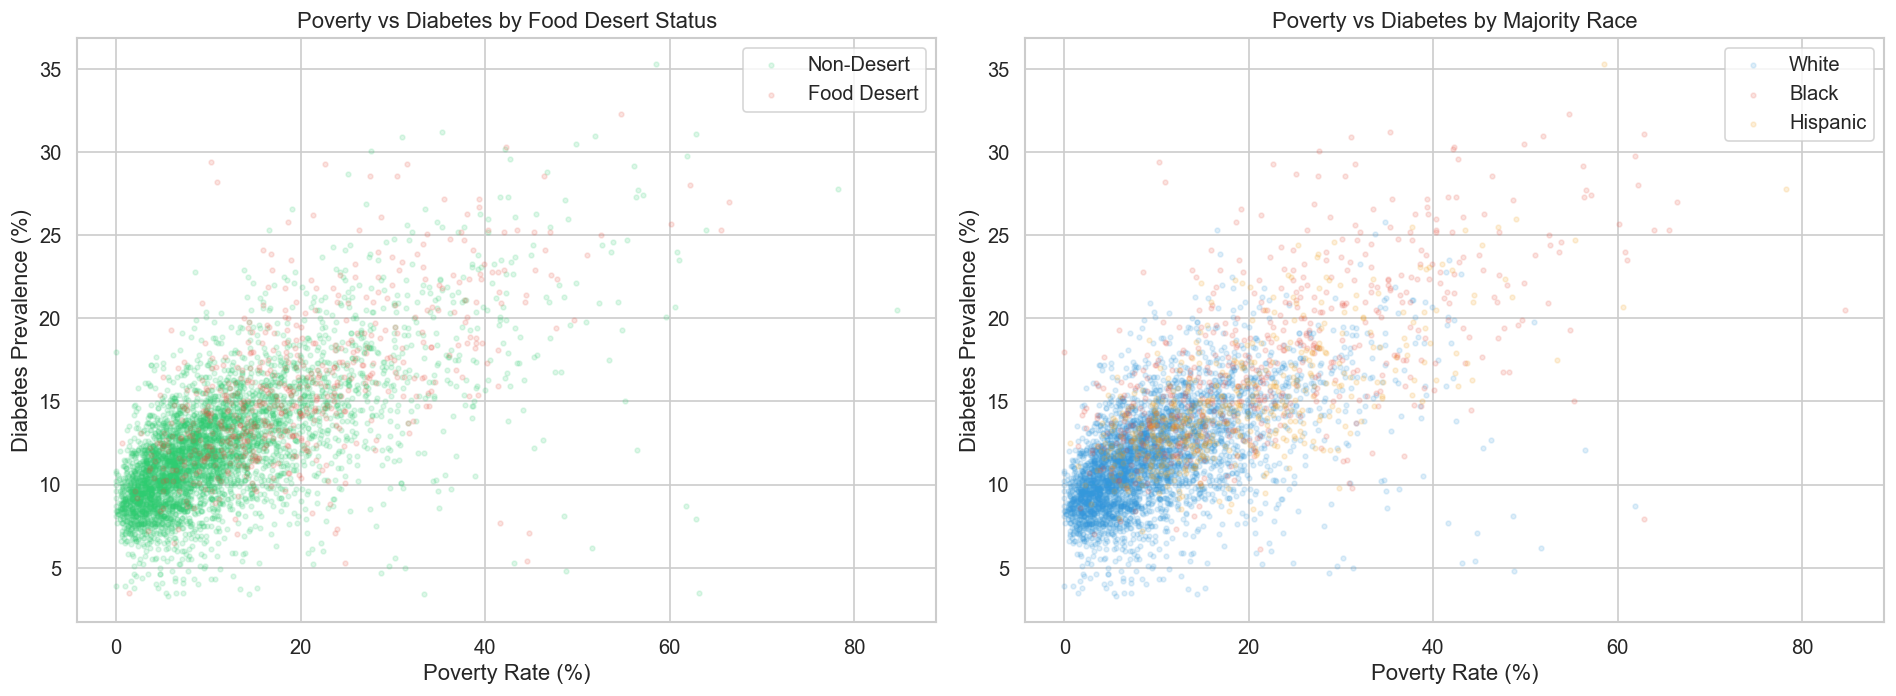 Poverty vs Diabetes by Food Desert Status
Non-Desert
Food Desert
Diabetes Prevalence (%)
35
30
25
20
15
10
5
0 20 40 60 80
Poverty Rate (%)
Poverty vs Diabetes by Majority Race
White
Black
Hispanic
Diabetes Prevalence (%)
35
30
25
20
15
10
5
0 20 40 60 80
Poverty Rate (%)